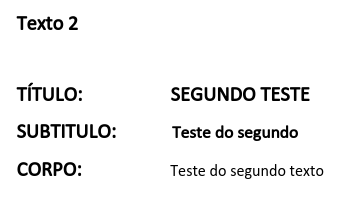 Texto 2
TÍTULO: SEGUNDO TESTE
SUBTITULO: Teste do segundo
CORPO: Teste do segundo texto